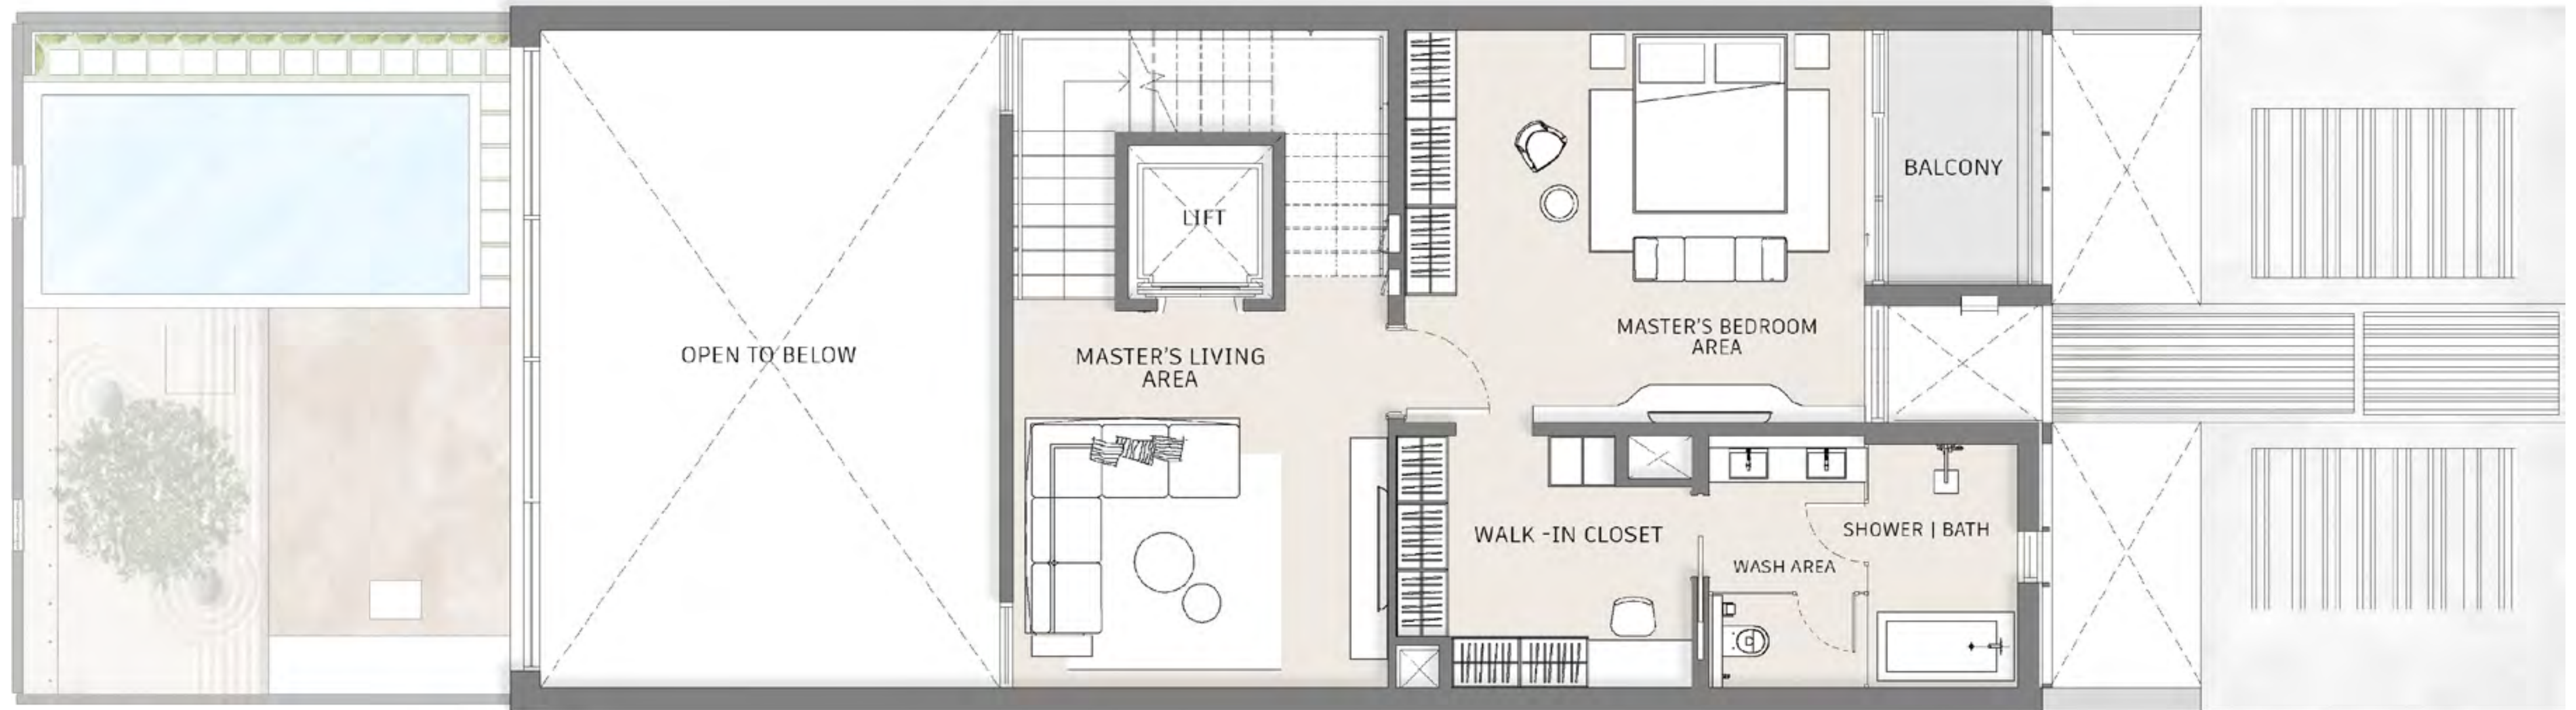 BALCONY
LIFT
MASTER'S BEDROOM
AREA
OPEN TO BELOW
MASTER'S LIVING
AREA
WALK -IN CLOSET
SHOWER | BATH
WASH AREA